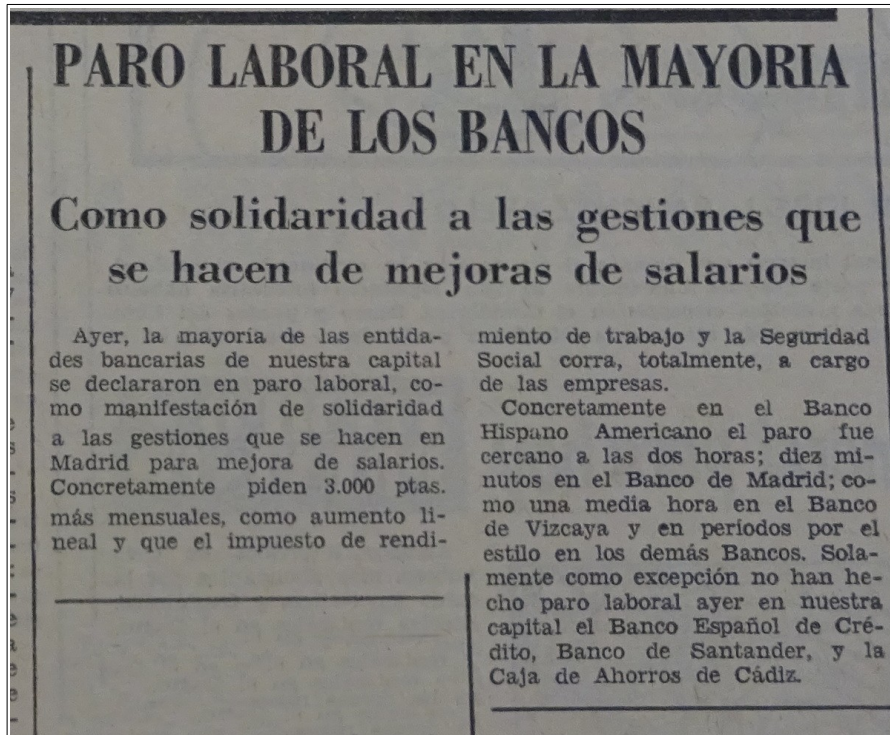 PARO LABORAL EN LA MAYORIA
DE LOS BANCOS
Como solidaridad a las gestiones que
se hacen de mejoras de salarios
Ayer, la mayoría de las entida-
des bancarias de nuestra capital
se declararon en paro laboral, co-
mo manifestación de solidaridad
a las gestiones que se hacen en
Madrid para mejora de salarios.
Concretamente piden 3.000 ptas.
más mensuales, como aumento li-
neal y que el impuesto de rendi-
miento de trabajo y la Seguridad
Social corra, totalmente, a cargo
de las empresas.
Concretamente en el Banco
Hispano Americano el paro fue
cercano a las dos horas; diez mi-
nutos en el Banco de Madrid; co-
mo una media hora en el Banco
de Vizcaya y en períodos por el
estilo en los demás Bancos. Sola-
mente como excepción no han he-
cho paro laboral ayer en nuestra
capital el Banco Español de Cré-
dito, Banco de Santander, y la
Caja de Ahorros de Cádiz.